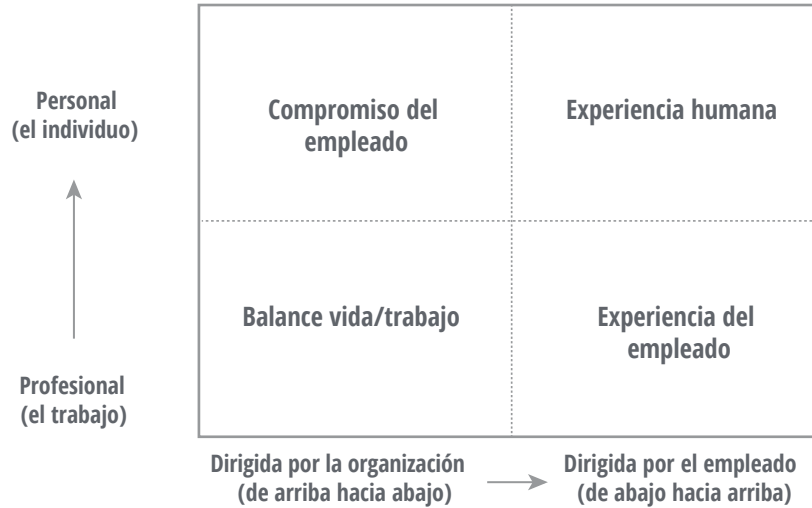 Personal
(el individuo)
Compromiso del
empleado
Experiencia humana
Balance vida/trabajo
Experiencia del
empleado
Profesional
(el trabajo)
Dirigida por la organización
(de arriba hacia abajo)
Dirigida por el empleado
(de abajo hacia arriba)